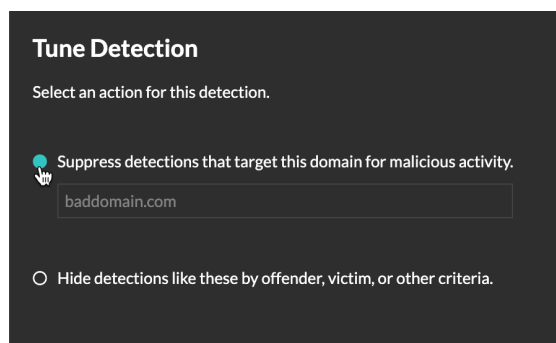 Tune Detection
Select an action for this detection.
Suppress detections that target this domain for malicious activity.
baddomain.com
Hide detections like these by offender, victim, or other criteria.